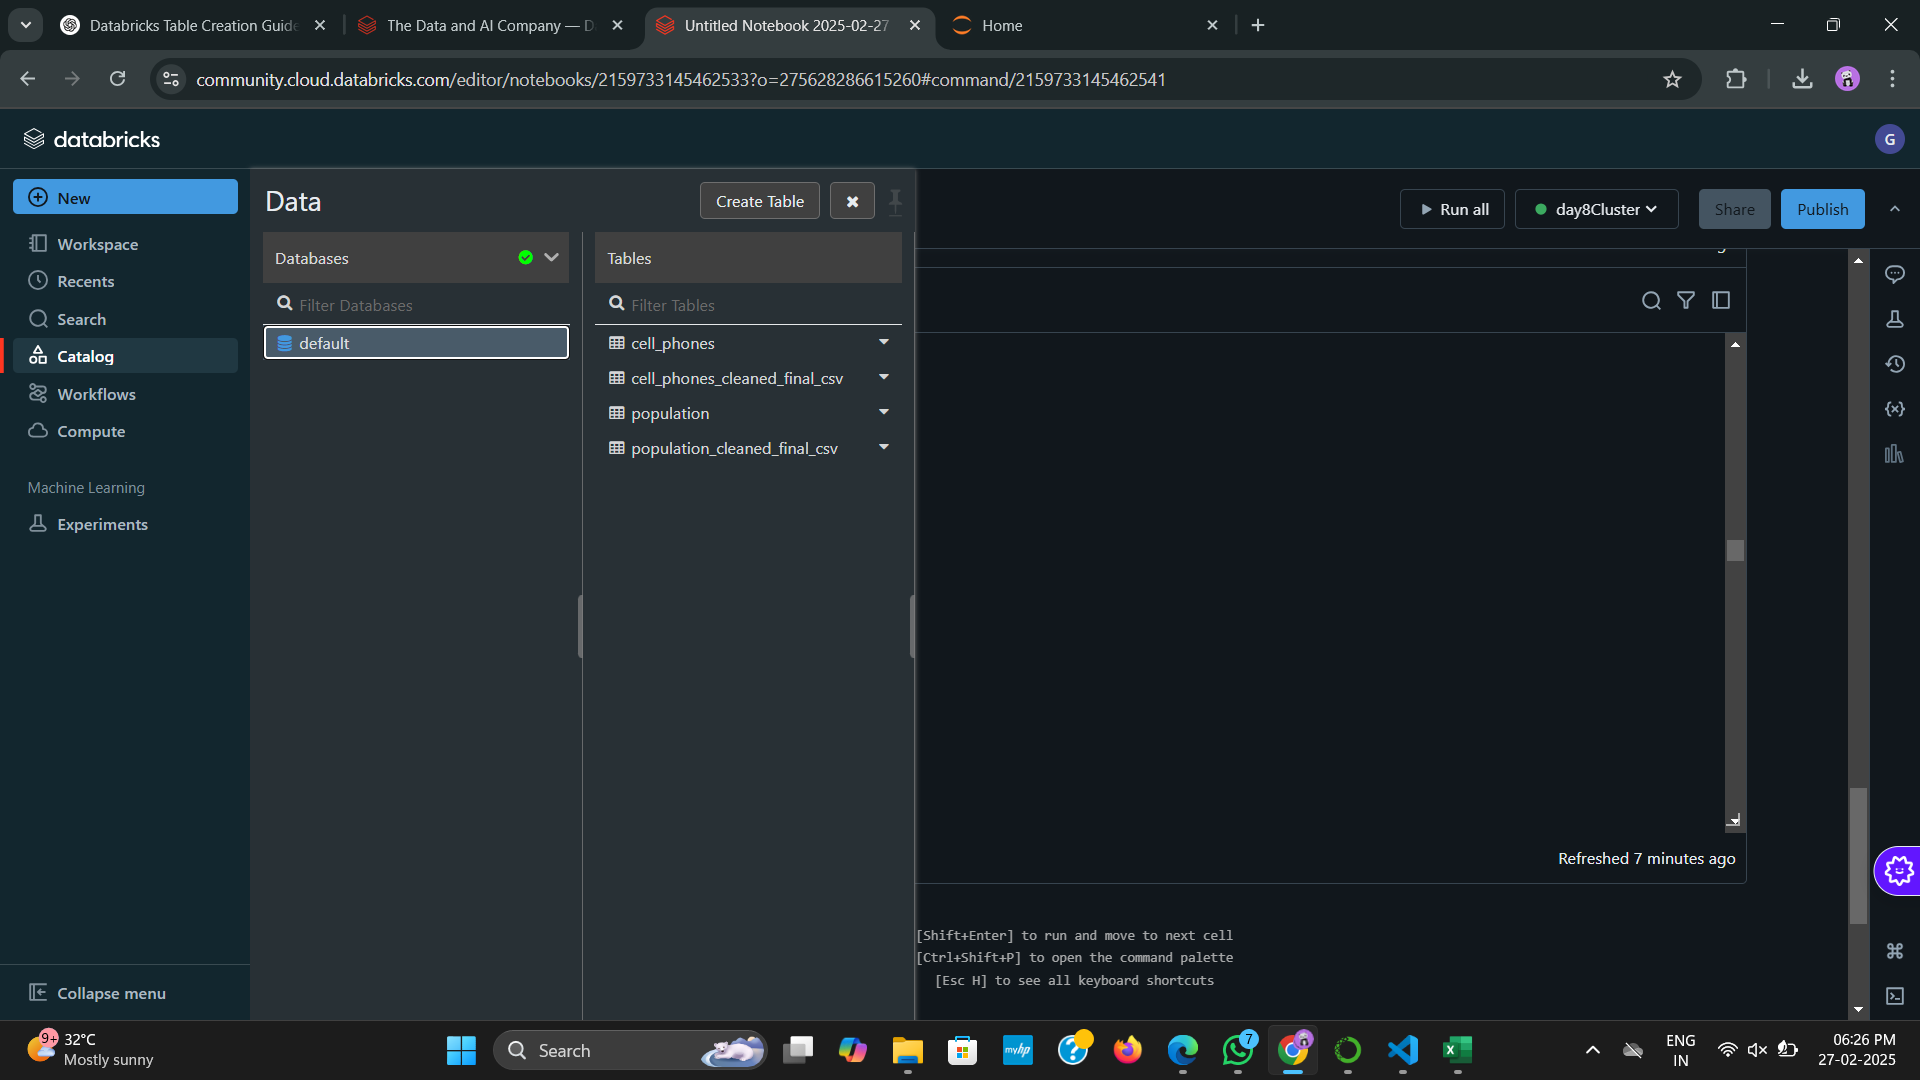 Databricks Table Creation Guide
The Data and AI Company — D
Untitled Notebook 2025-02-27
Home
community.cloud.databricks.com/editor/notebooks/2159733145462533?o=275628286615260#command/2159733145462541
databricks
G
New
Workspace
Recents
Search
Catalog
Workflows
Compute
Machine Learning
Experiments
Collapse menu
Data
Create Table
Databases
Filter Databases
default
Tables
Filter Tables
cell_phones
cell_phones_cleaned_final_csv
population
population_cleaned_final_csv
Run all
day8Cluster
Share
Publish
Refreshed 7 minutes ago
[Shift+Enter] to run and move to next cell
[Ctrl+Shift+P] to open the command palette
[Esc H] to see all keyboard shortcuts
9+
32°C
Mostly sunny
Search
myhp
7
ENG
IN
06:26 PM
27-02-2025